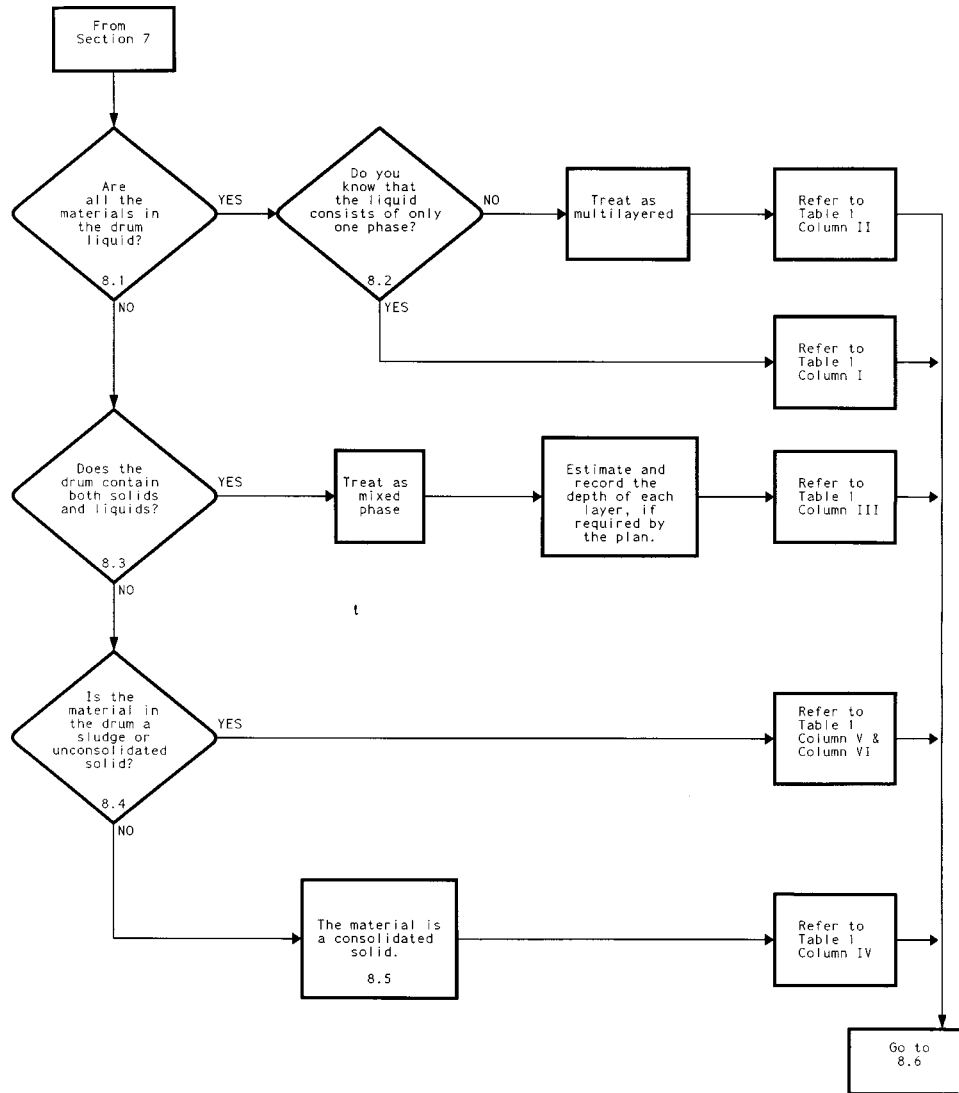 From
Section 7
Are
all the
materials in
the drum
liquid?
8.1
YES
NO
Do you
know that
the liquid
consists of only
one phase?
8.2
NO
YES
Treat as
multilayered
Refer to
Table 1
Column II
Refer to
Table 1
Column I
Does the
drum contain
both solids
and liquids?
8.3
YES
NO
Treat as
mixed
phase
Estimate and
record the
depth of each
layer, if
required by
the plan.
Refer to
Table 1
Column III
t
Is the
material in
the drum a
sludge or
unconsolidated
solid?
8.4
YES
NO
Refer to
Table 1
Column V &
Column VI
The material is
a consolidated
solid.
8.5
Refer to
Table 1
Column IV
Go to
8.6